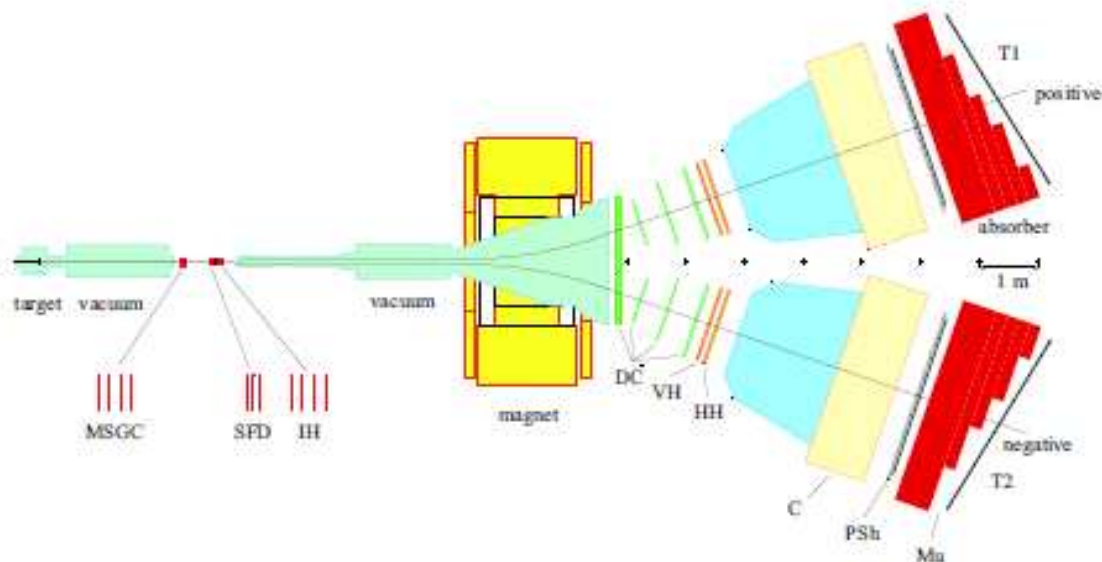 T1
positive
absorber
1 m
target
vacuum
vacuum
MSGC
SFD
IH
magnet
DC
VH
HH
negative
T2
C
PSh
Mu